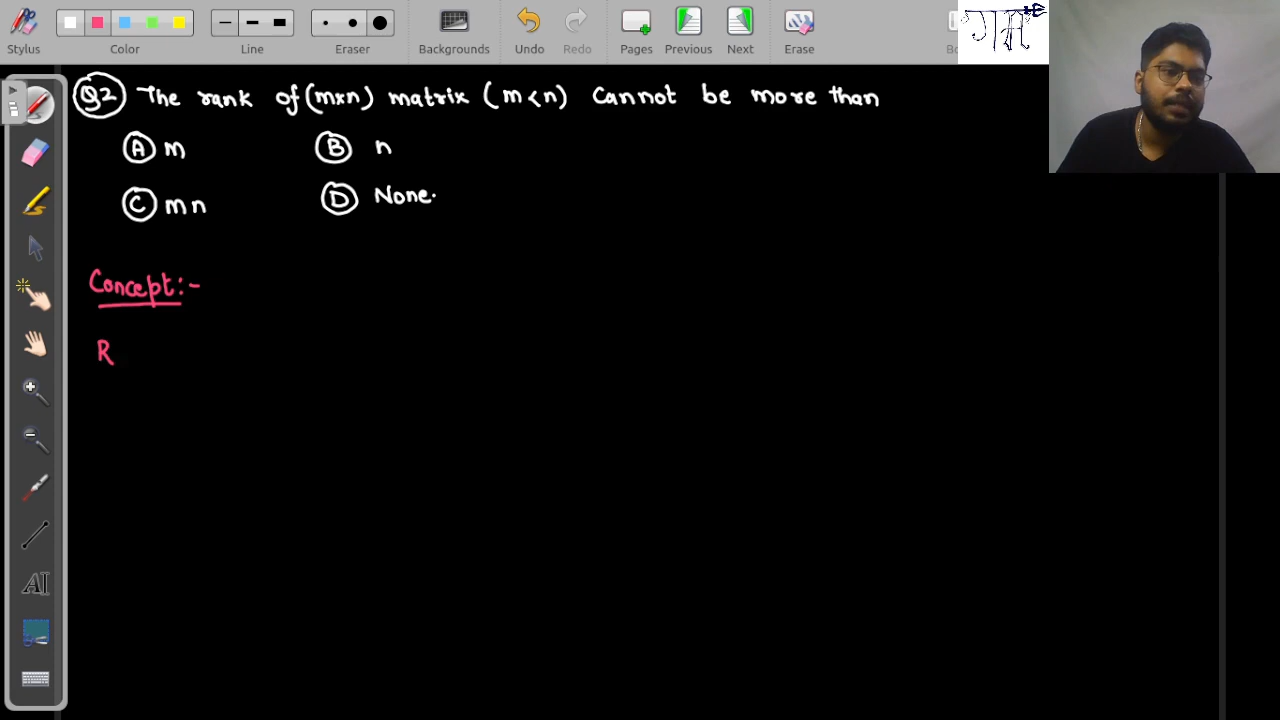 Stylus Color Line Eraser Backgrounds Undo Redo Pages Previous Next Erase
Q2 The rank of (m×n) matrix (m<n) cannot be more than
A m B n
C mn D None.
Concept:-
R
AI